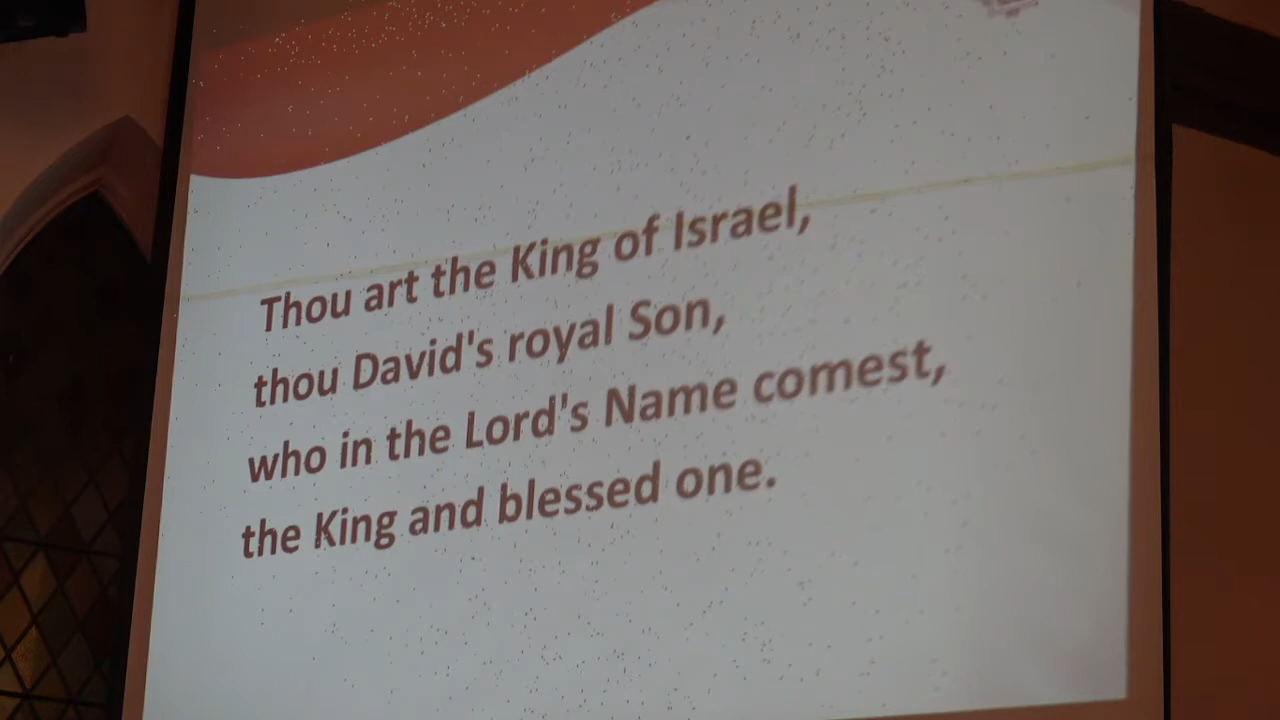 Thou art the King of Israel,
thou David's royal Son,
who in the Lord's Name comest,
the King and blessed one.